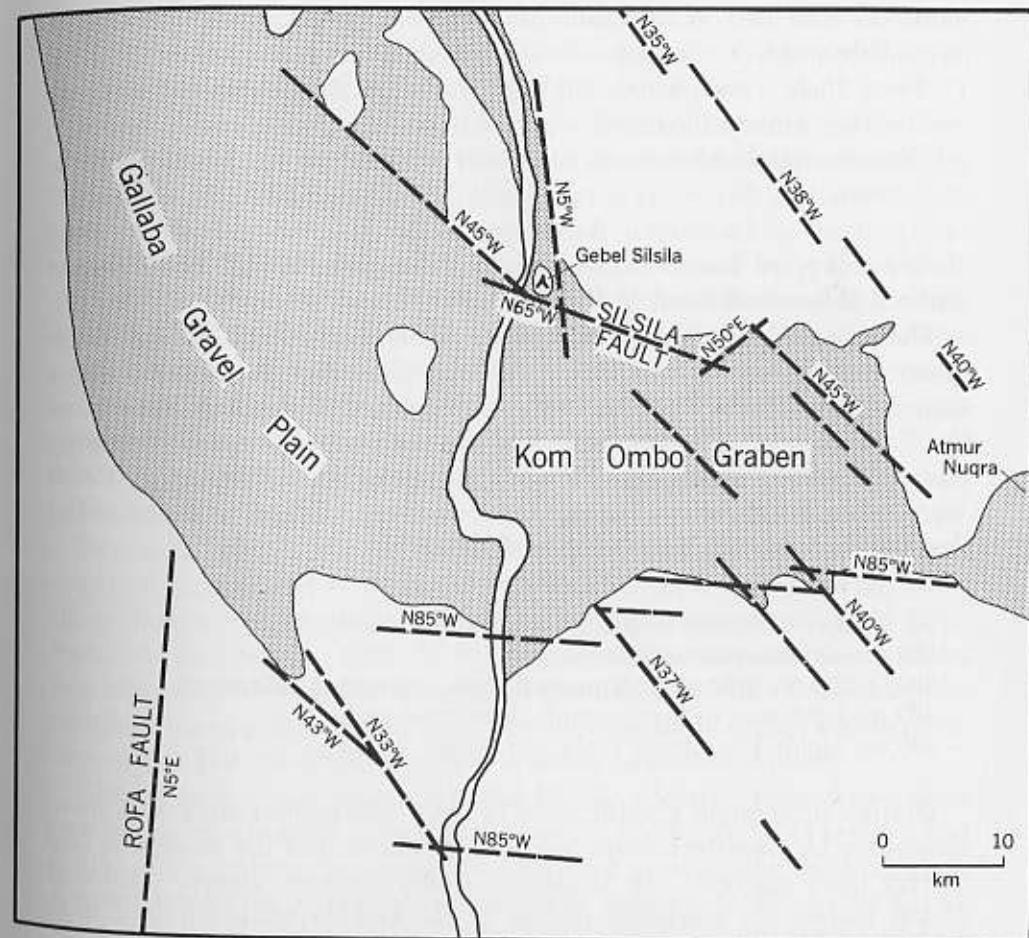 N35°W
N38°W
N5°W
Gallaba
Gravel
Plain
N45°W
Gebel Silsila
A
N65°W
SILSILA
FAULT
N50°E
N40°W
N45°W
Kom Ombo Graben
Atmur
Nuqra
N85°W
N40°W
N85°W
N37°W
N43°W
N33°W
ROFA FAULT
N5°E
N85°W
0 10
km